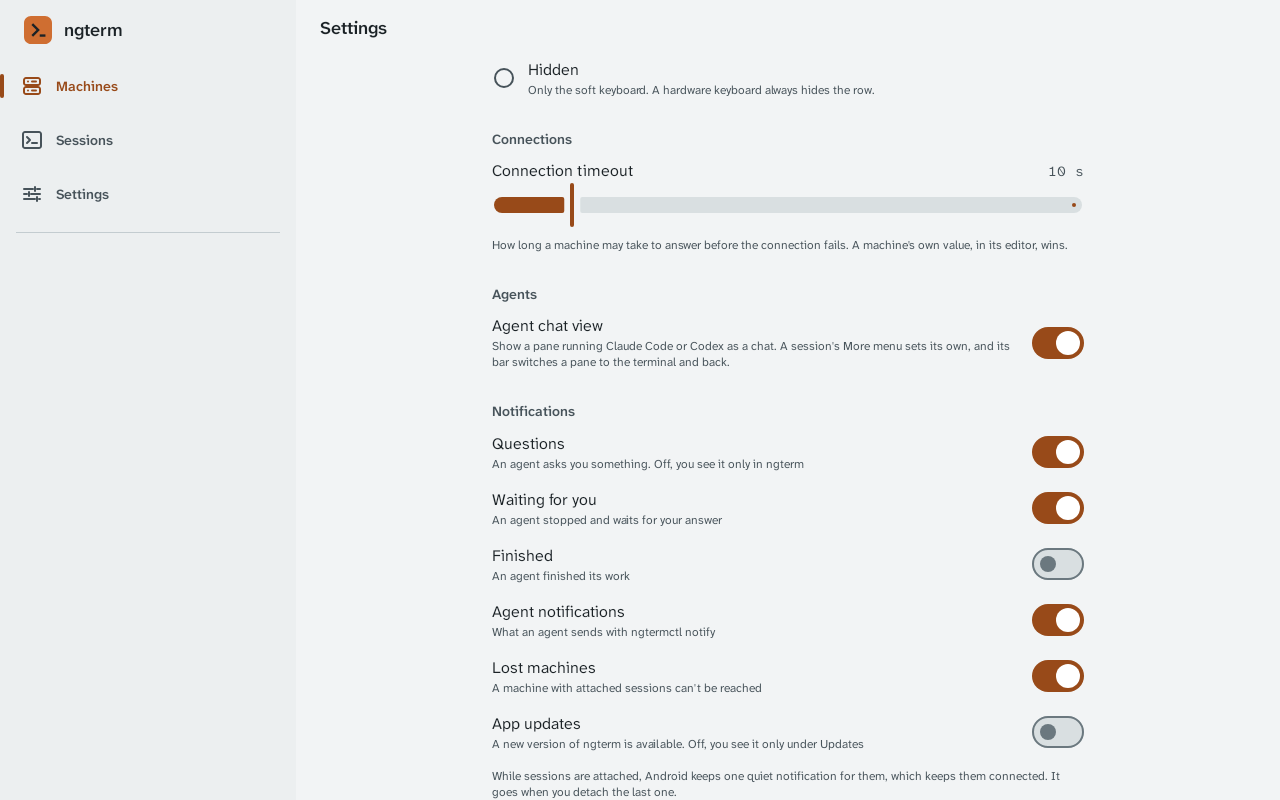 ngterm
Settings
Machines
Sessions
Settings
Hidden
Only the soft keyboard. A hardware keyboard always hides the row.
Connections
Connection timeout
10 s
How long a machine may take to answer before the connection fails. A machine's own value, in its editor, wins.
Agents
Agent chat view
Show a pane running Claude Code or Codex as a chat. A session's More menu sets its own, and its
bar switches a pane to the terminal and back.
Notifications
Questions
An agent asks you something. Off, you see it only in ngterm
Waiting for you
An agent stopped and waits for your answer
Finished
An agent finished its work
Agent notifications
What an agent sends with ngtermctl notify
Lost machines
A machine with attached sessions can't be reached
App updates
A new version of ngterm is available. Off, you see it only under Updates
While sessions are attached, Android keeps one quiet notification for them, which keeps them connected. It
goes when you detach the last one.